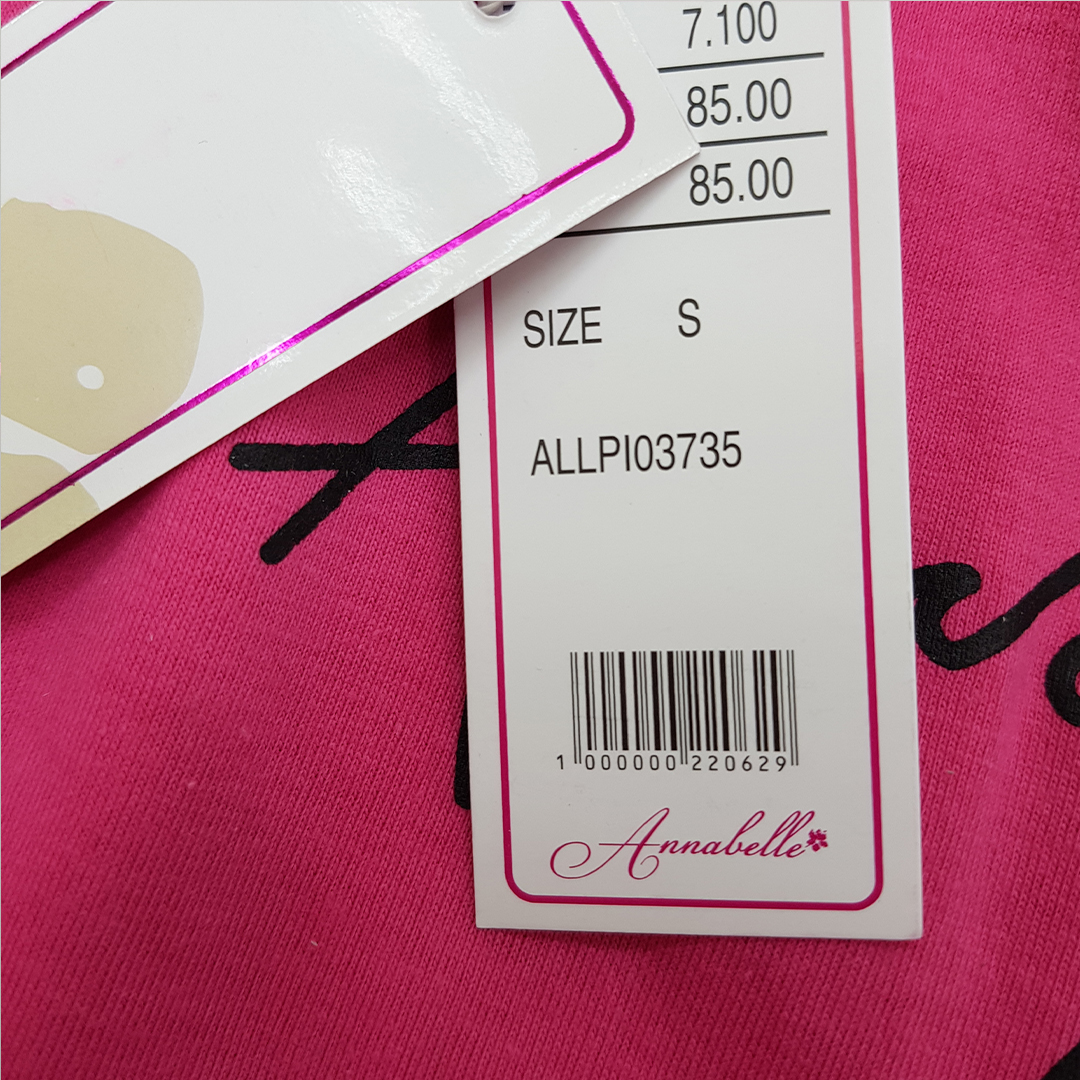 7.100
85.00
85.00
SIZE S
ALLPI03735
1 000000 220629
Annabelle